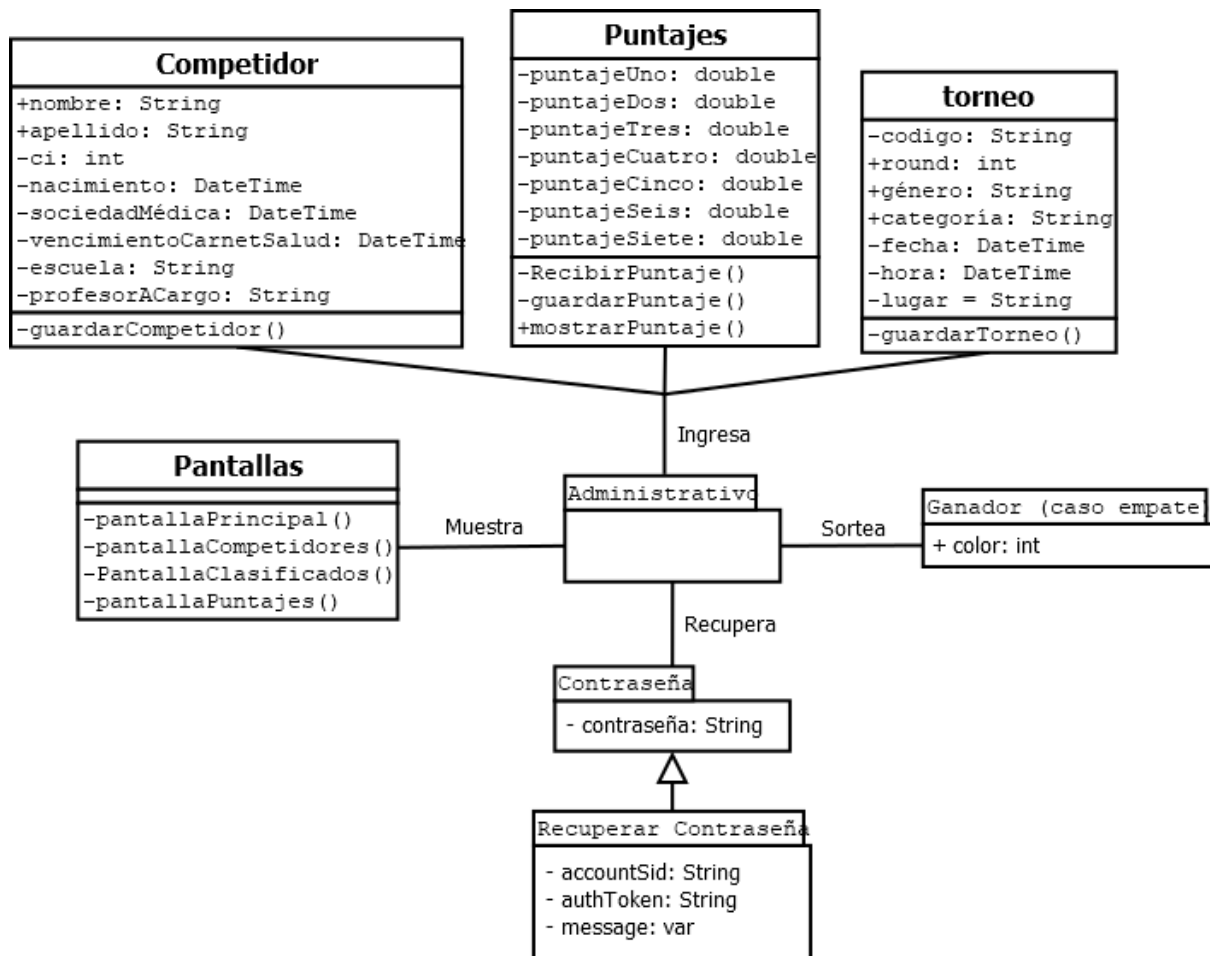 Competidor
+nombre: String
+apellido: String
-ci: int
-nacimiento: DateTime
-sociedadMédica: DateTime
-vencimientoCarnetSalud: DateTime
-escuela: String
-profesorACargo: String
-guardarCompetidor()
Puntajes
-puntajeUno: double
-puntajeDos: double
-puntajeTres: double
-puntajeCuatro: double
-puntajeCinco: double
-puntajeSeis: double
-puntajeSiete: double
-RecibirPuntaje()
-guardarPuntaje()
+mostrarPuntaje()
torneo
-codigo: String
+round: int
+género: String
+categoría: String
-fecha: DateTime
-hora: DateTime
-lugar = String
-guardarTorneo()
Ingresa
Pantallas
-pantallaPrincipal()
-pantallaCompetidores()
-PantallaClasificados()
-pantallaPuntajes()
Muestra
Administrativo
Sortea
Ganador (caso empate)
+ color: int
Recupera
Contraseña
- contraseña: String
Recuperar Contraseña
- accountSid: String
- authToken: String
- message: var